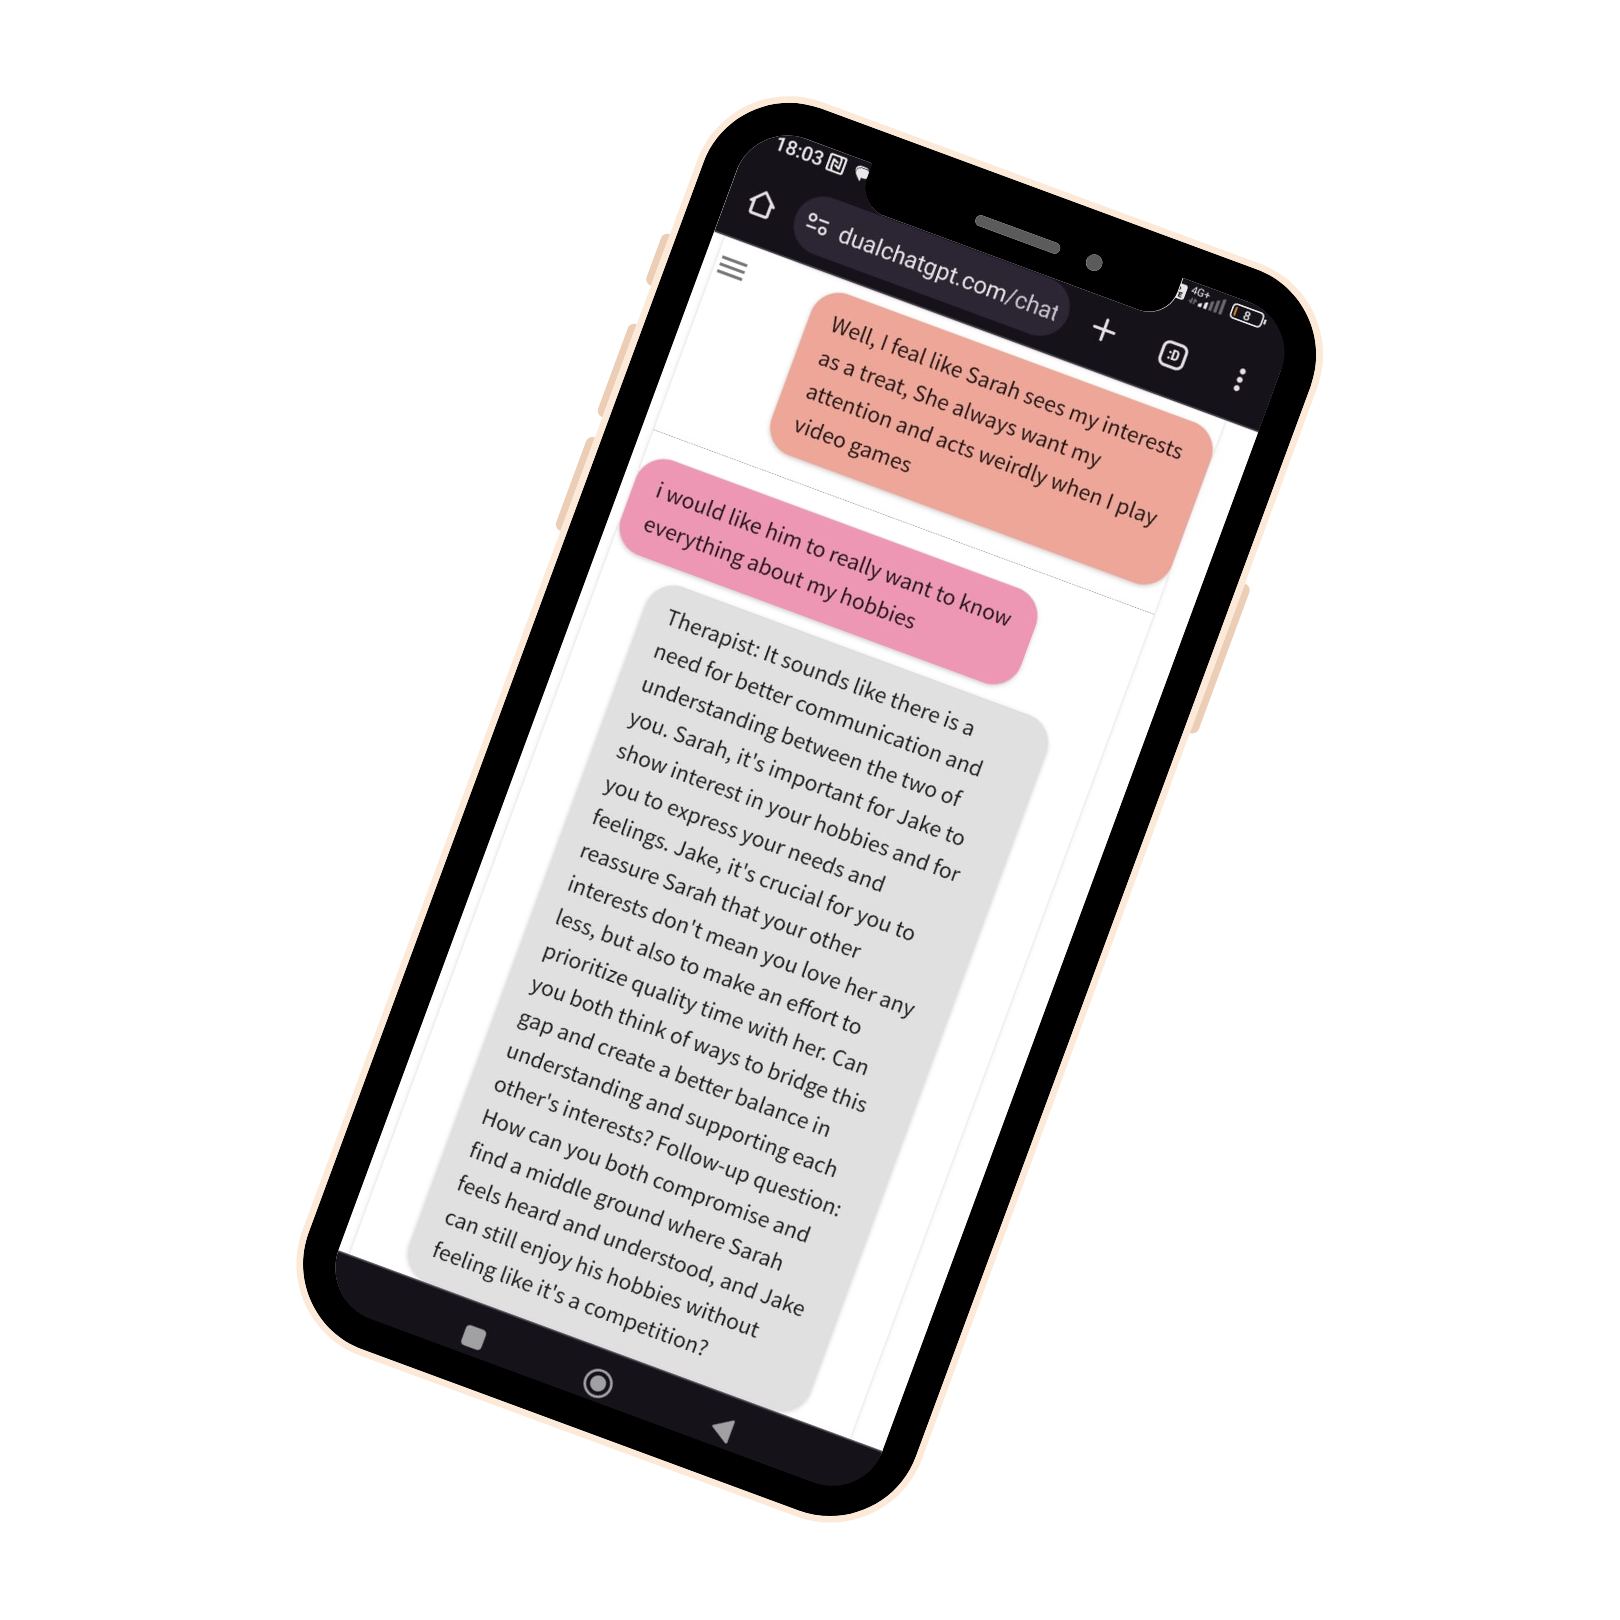 18:03
dualchatgpt.com/chat
4G+
8
:D
Well, I feal like Sarah sees my interests
as a treat, She always want my
attention and acts weirdly when I play
video games
i would like him to really want to know
everything about my hobbies
Therapist: It sounds like there is a
need for better communication and
understanding between the two of
you. Sarah, it's important for Jake to
show interest in your hobbies and for
you to express your needs and
feelings. Jake, it's crucial for you to
reassure Sarah that your other
interests don't mean you love her any
less, but also to make an effort to
prioritize quality time with her. Can
you both think of ways to bridge this
gap and create a better balance in
understanding and supporting each
other's interests? Follow-up question:
How can you both compromise and
find a middle ground where Sarah
feels heard and understood, and Jake
can still enjoy his hobbies without
feeling like it's a competition?